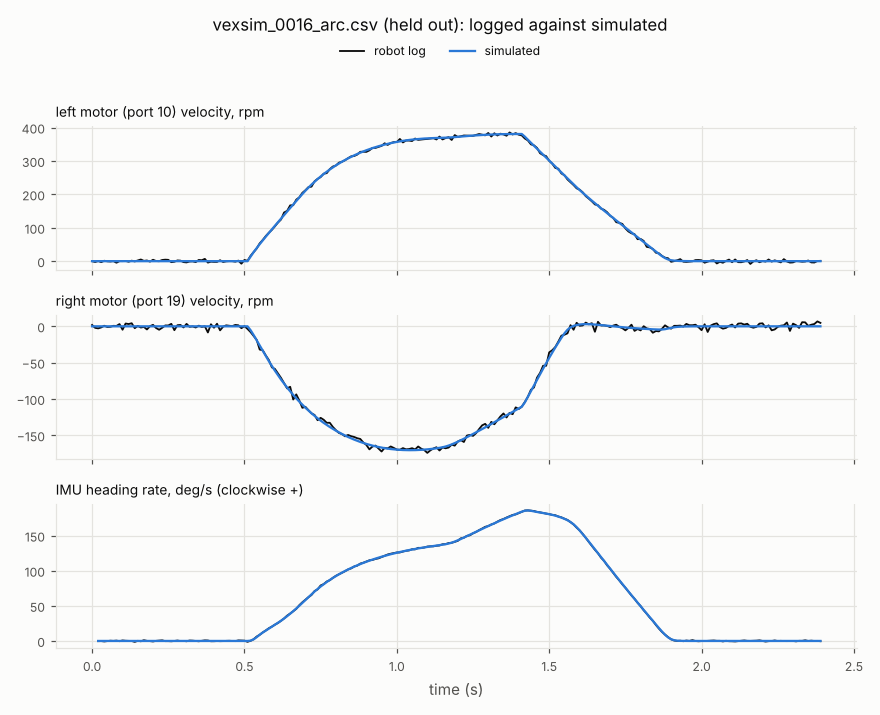 vexsim_0016_arc.csv (held out): logged against simulated
robot log simulated
left motor (port 10) velocity, rpm
400
300
200
100
0
right motor (port 19) velocity, rpm
0
−50
−100
−150
IMU heading rate, deg/s (clockwise +)
150
100
50
0
0.0 0.5 1.0 1.5 2.0 2.5
time (s)